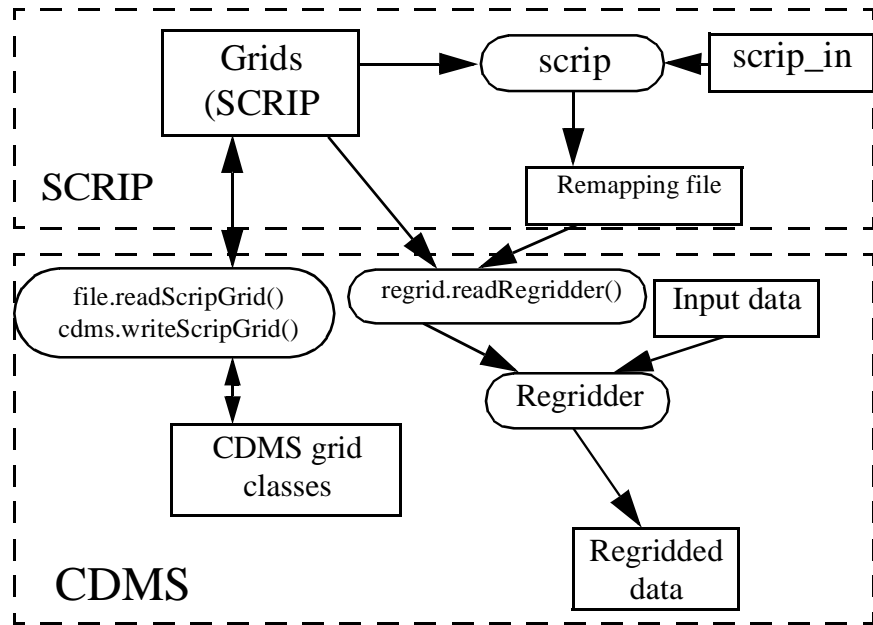 Grids
(SCRIP
scrip
scrip_in
SCRIP
Remapping file
file.readScripGrid()
cdms.writeScripGrid()
regrid.readRegridder()
Input data
Regridder
CDMS grid
classes
Regridded
data
CDMS